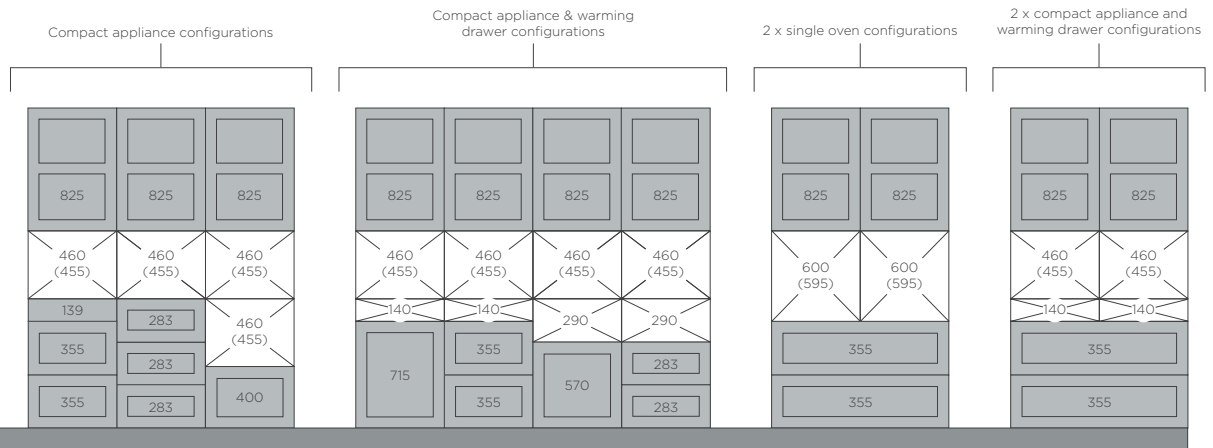 Compact appliance configurations
Compact appliance & warming
drawer configurations
2 x single oven configurations
2 x compact appliance and
warming drawer configurations
825 825 825
460 460 460
(455) (455) (455)
139
283
460
(455)
355
283
400
355
283
825 825 825 825
460 460 460 460
(455) (455) (455) (455)
140 140
290 290
715
355
355
570
283
283
825 825
600 600
(595) (595)
355
355
825 825
460 460
(455) (455)
140 140
355
355